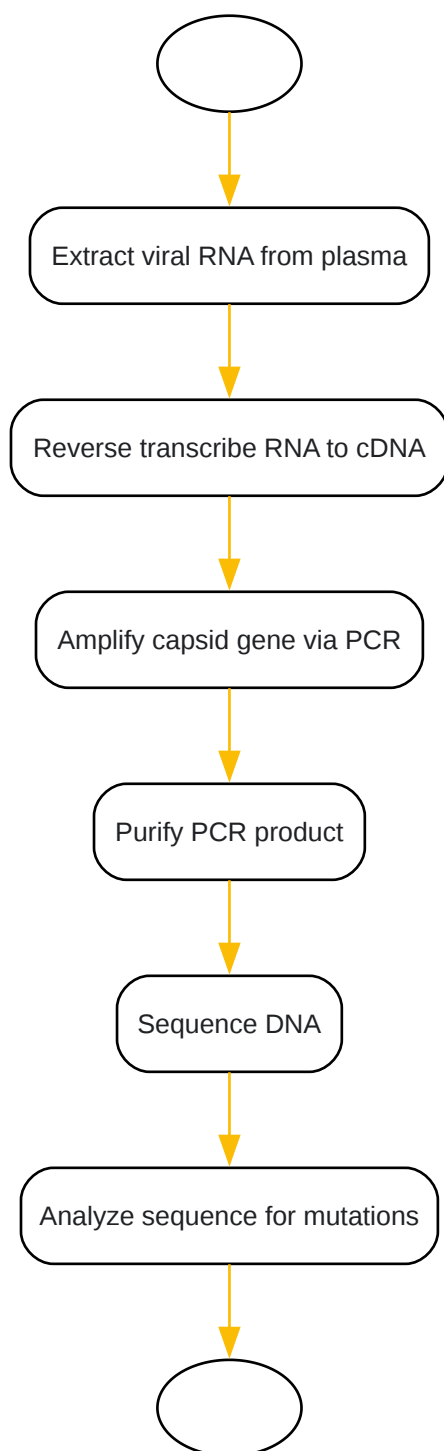 Extract viral RNA from plasma
Reverse transcribe RNA to cDNA
Amplify capsid gene via PCR
Purify PCR product
Sequence DNA
Analyze sequence for mutations